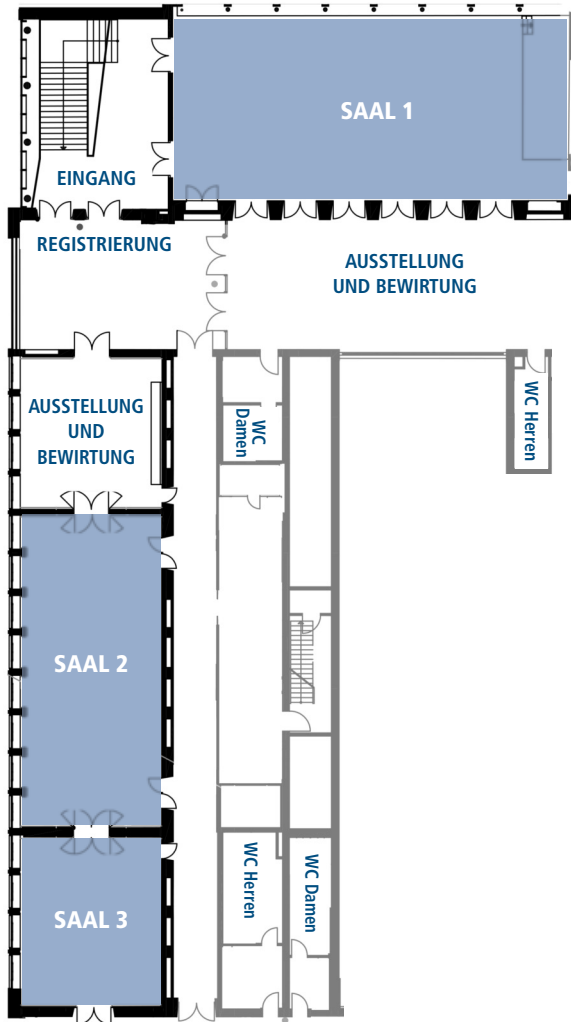 SAAL 1
EINGANG
REGISTRIERUNG
AUSSTELLUNG
UND BEWIRTUNG
AUSSTELLUNG
UND
BEWIRTUNG
WC
Damen
WC Herren
SAAL 2
SAAL 3
WC Herren
WC Damen